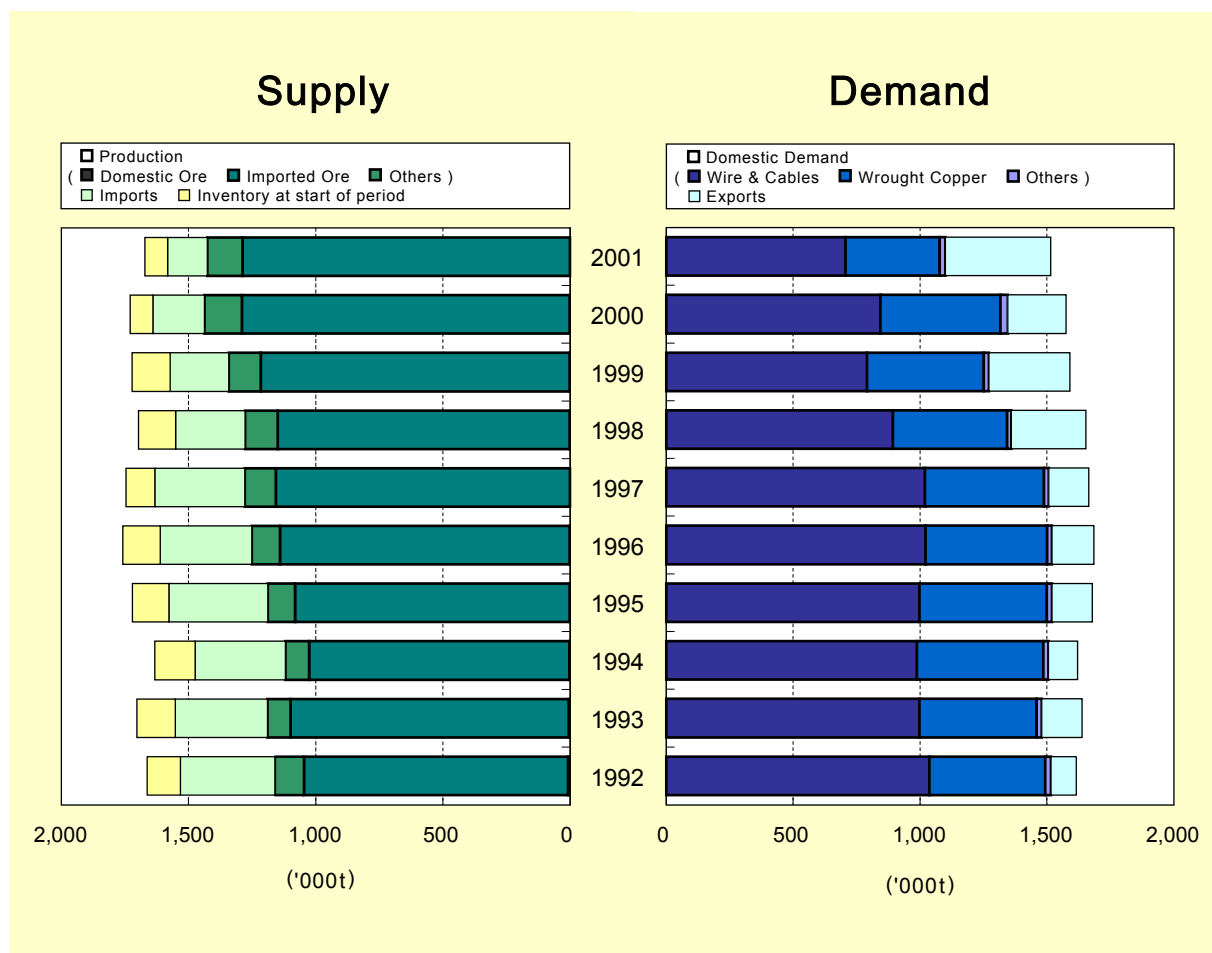 Supply
Demand
Production
( Domestic Ore Imported Ore Others )
Imports Inventory at start of period
Domestic Demand
( Wire & Cables Wrought Copper Others )
Exports
2001
2000
1999
1998
1997
1996
1995
1994
1993
1992
2,000 1,500 1,000 500 0
0 500 1,000 1,500 2,000
('000t)
('000t)